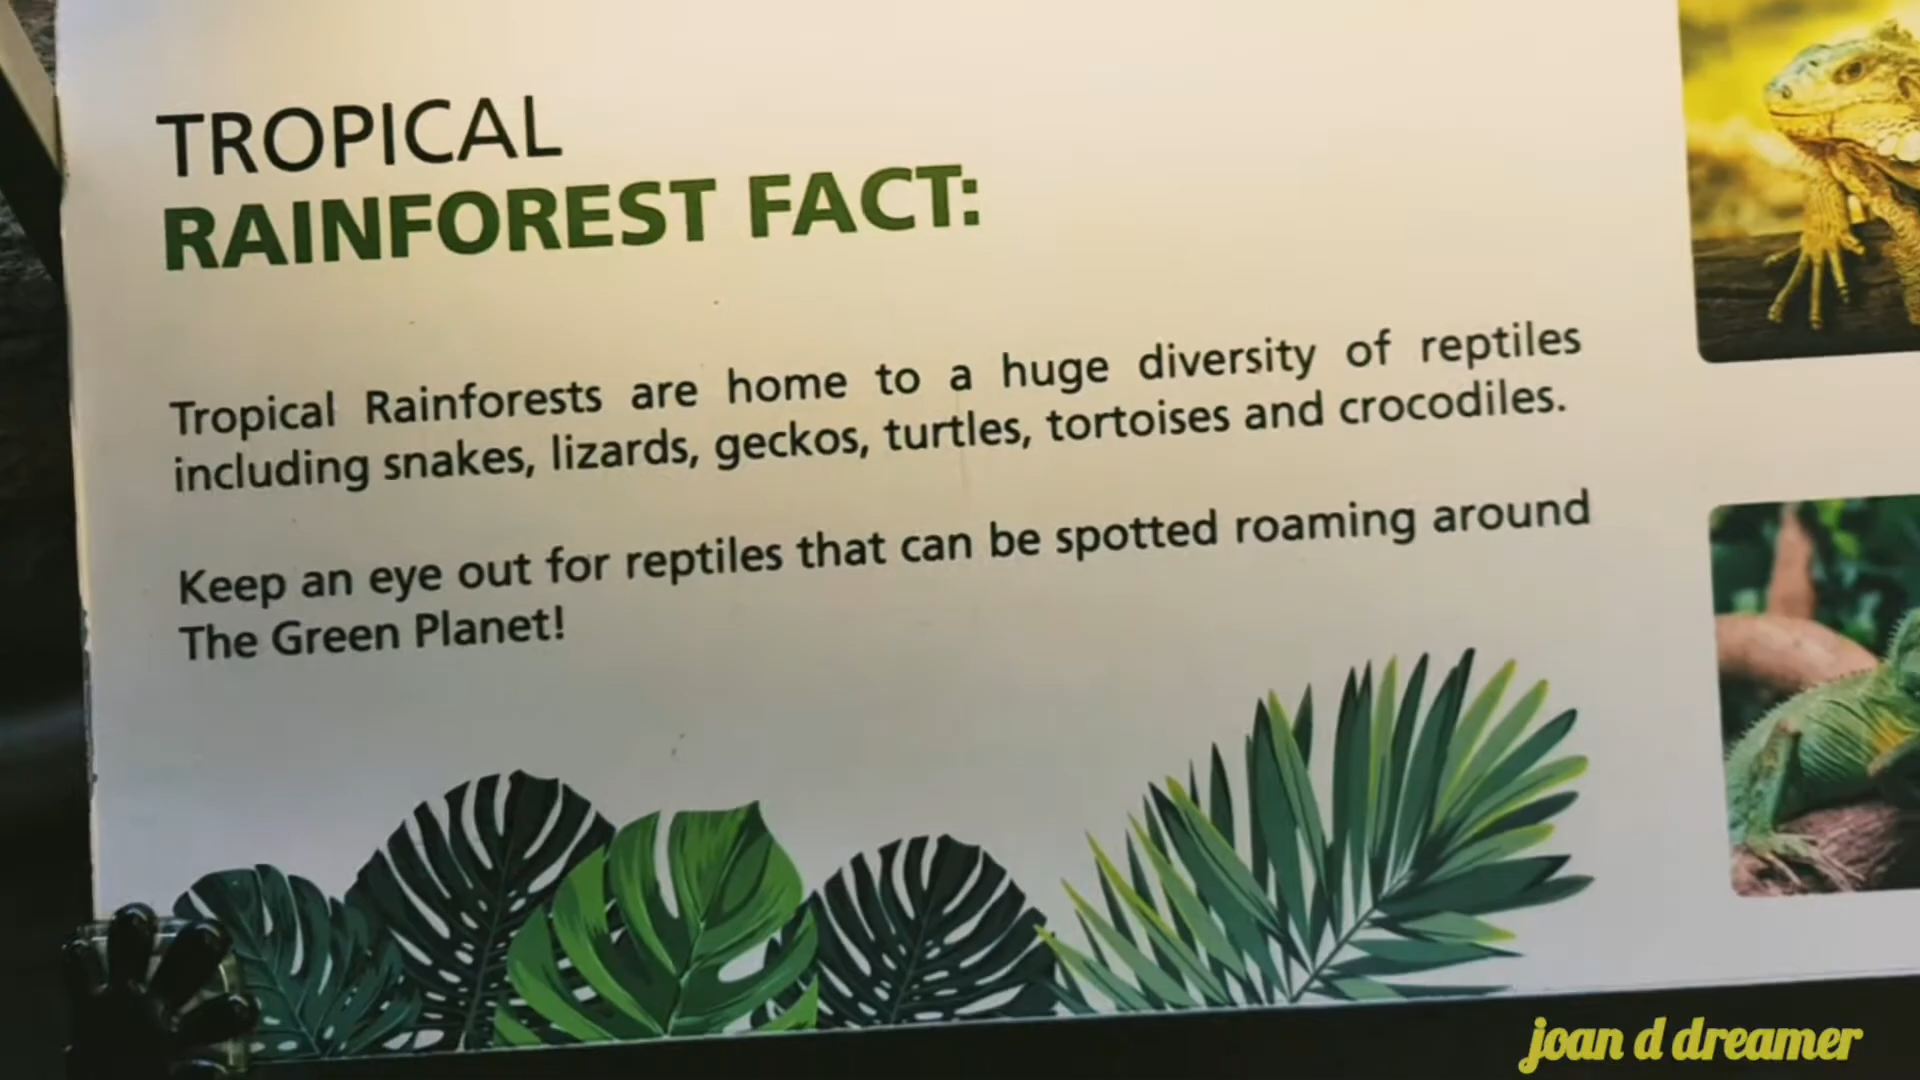 TROPICAL
RAINFOREST FACT:
Tropical Rainforests are home to a huge diversity of reptiles
including snakes, lizards, geckos, turtles, tortoises and crocodiles.
Keep an eye out for reptiles that can be spotted roaming around
The Green Planet!
joan d dreamer